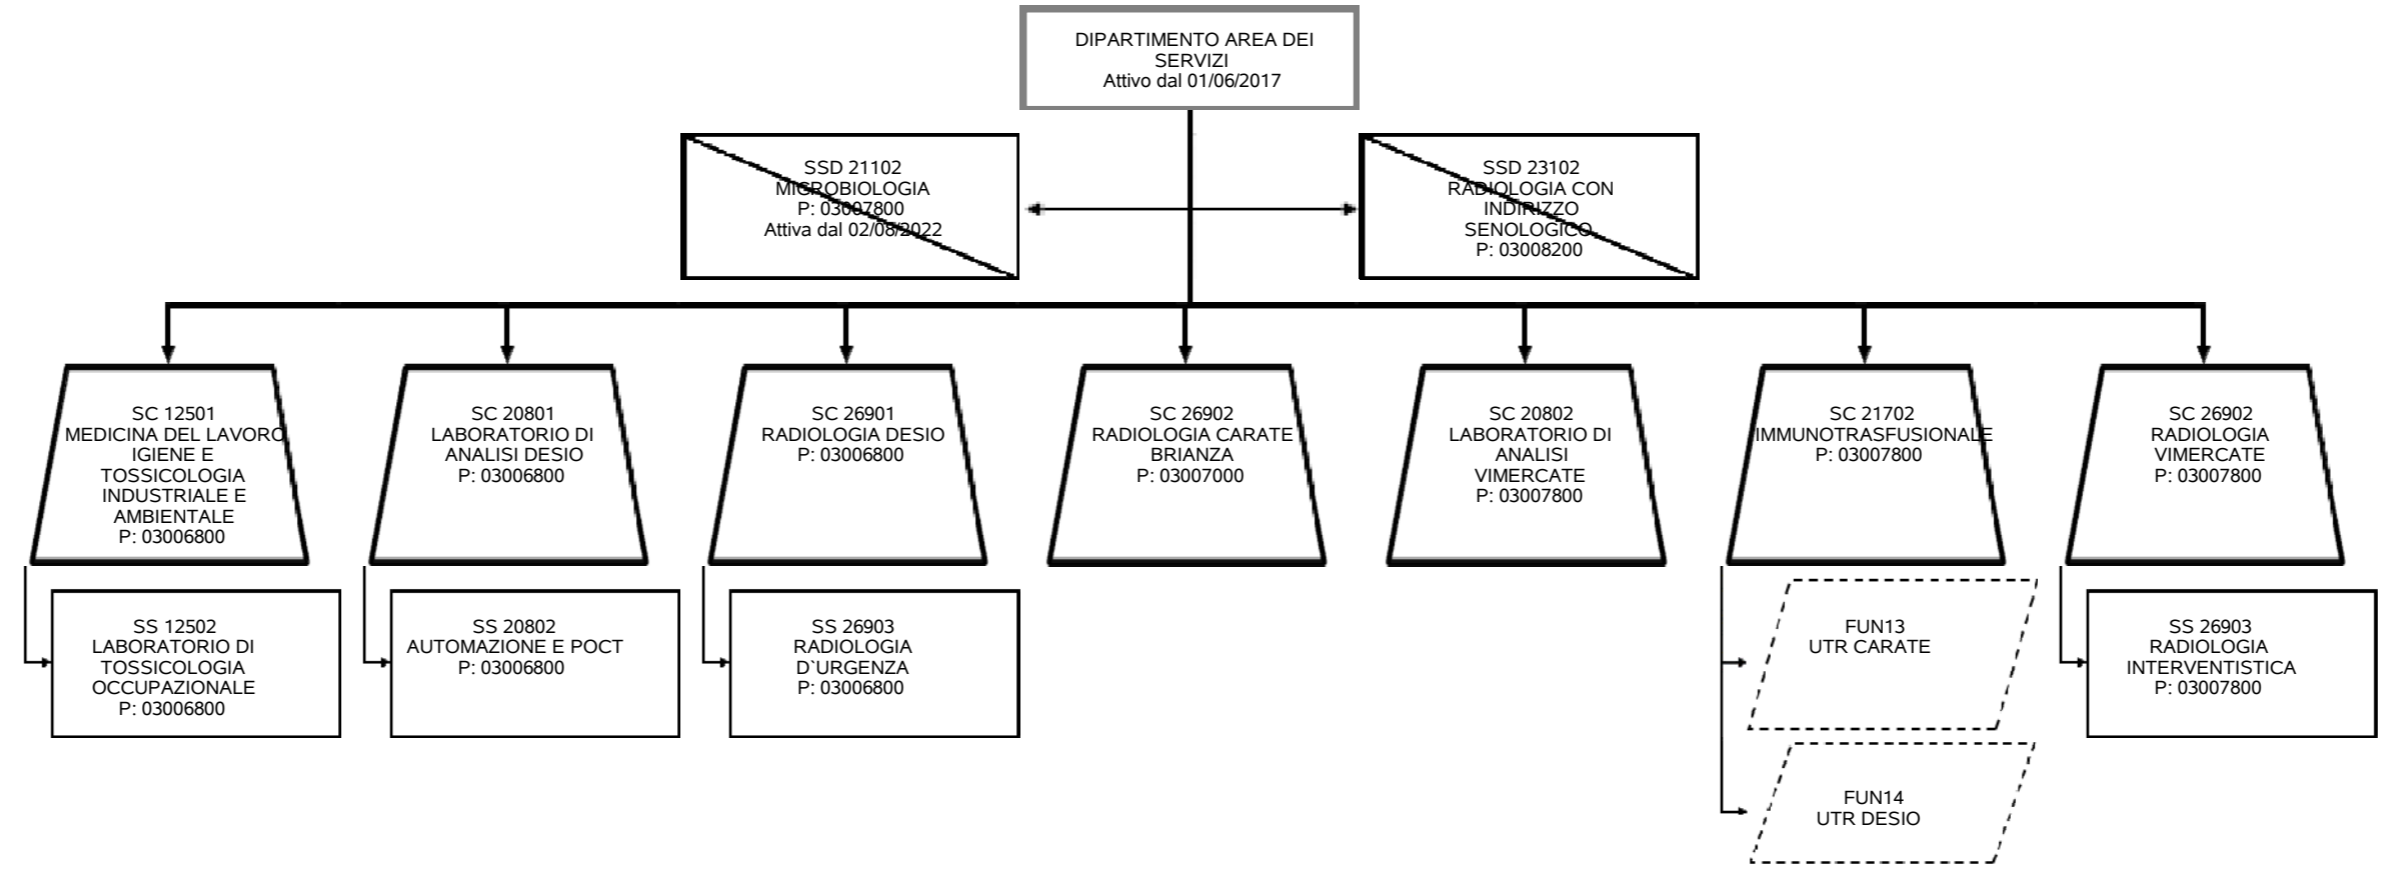 DIPARTIMENTO AREA DEI
SERVIZI
Attivo dal 01/06/2017
SSD 21102
MICROBIOLOGIA
P: 03007800
Attiva dal 02/08/2022
SSD 23102
RADIOLOGIA CON
INDIRIZZO
SENOLOGICO
P: 03008200
SC 12501
MEDICINA DEL LAVORO
IGIENE E
TOSSICOLOGIA
INDUSTRIALE E
AMBIENTALE
P: 03006800
SC 20801
LABORATORIO DI
ANALISI DESIO
P: 03006800
SC 26901
RADIOLOGIA DESIO
P: 03006800
SC 26902
RADIOLOGIA CARATE
BRIANZA
P: 03007000
SC 20802
LABORATORIO DI
ANALISI
VIMERCATE
P: 03007800
SC 21702
IMMUNOTRASFUSIONALE
P: 03007800
SC 26902
RADIOLOGIA
VIMERCATE
P: 03007800
SS 12502
LABORATORIO DI
TOSSICOLOGIA
OCCUPAZIONALE
P: 03006800
SS 20802
AUTOMAZIONE E POCT
P: 03006800
SS 26903
RADIOLOGIA
D`URGENZA
P: 03006800
FUN13
UTR CARATE
FUN14
UTR DESIO
SS 26903
RADIOLOGIA
INTERVENTISTICA
P: 03007800